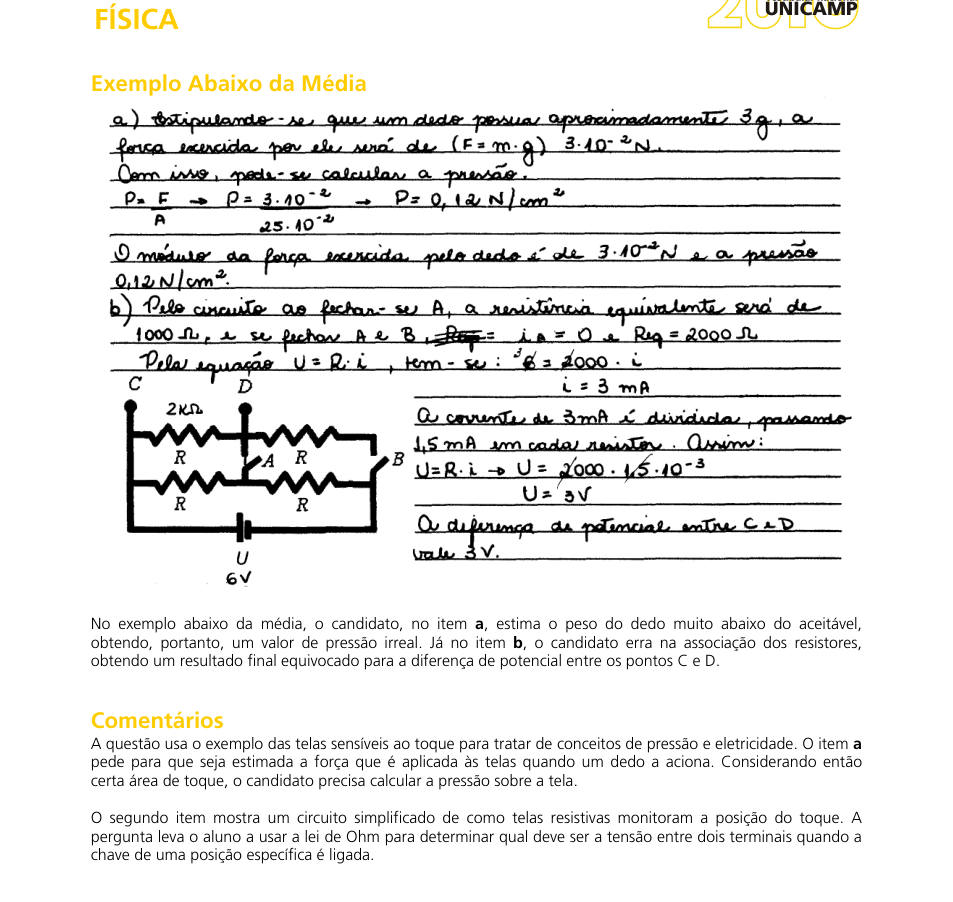 FÍSICA
UNICAMP
Exemplo Abaixo da Média
a) Estipulando-se que um dedo possua aproximadamente 3g, a
força exercida por ele será de (F = m·g) 3·10⁻² N.
Com isso, pode-se calcular a pressão.
P = F/A → P = 3·10⁻²/25·10⁻² → P = 0,12 N/cm²
O módulo da força exercida pelo dedo é de 3·10⁻² N e a pressão
0,12 N/cm².
b) Pelo circuito ao fechar-se A, a resistência equivalente será de
1000 Ω, e se fechar A e B, = iA = 0 e Req = 2000 Ω
Pela equação U = R·i, tem-se: ³6 = 2000 · i
i = 3 mA
C D
2KΩ
R A R B
R R
U
6V
A corrente de 3mA é dividida, passando
1,5 mA em cada resistor. Assim:
U = R·i → U = 2000 · 1,5·10⁻³
U = 3V
A diferença de potencial entre C e D
vale 3V.
No exemplo abaixo da média, o candidato, no item a, estima o peso do dedo muito abaixo do aceitável,
obtendo, portanto, um valor de pressão irreal. Já no item b, o candidato erra na associação dos resistores,
obtendo um resultado final equivocado para a diferença de potencial entre os pontos C e D.
Comentários
A questão usa o exemplo das telas sensíveis ao toque para tratar de conceitos de pressão e eletricidade. O item a
pede para que seja estimada a força que é aplicada às telas quando um dedo a aciona. Considerando então
certa área de toque, o candidato precisa calcular a pressão sobre a tela.
O segundo item mostra um circuito simplificado de como telas resistivas monitoram a posição do toque. A
pergunta leva o aluno a usar a lei de Ohm para determinar qual deve ser a tensão entre dois terminais quando a
chave de uma posição específica é ligada.